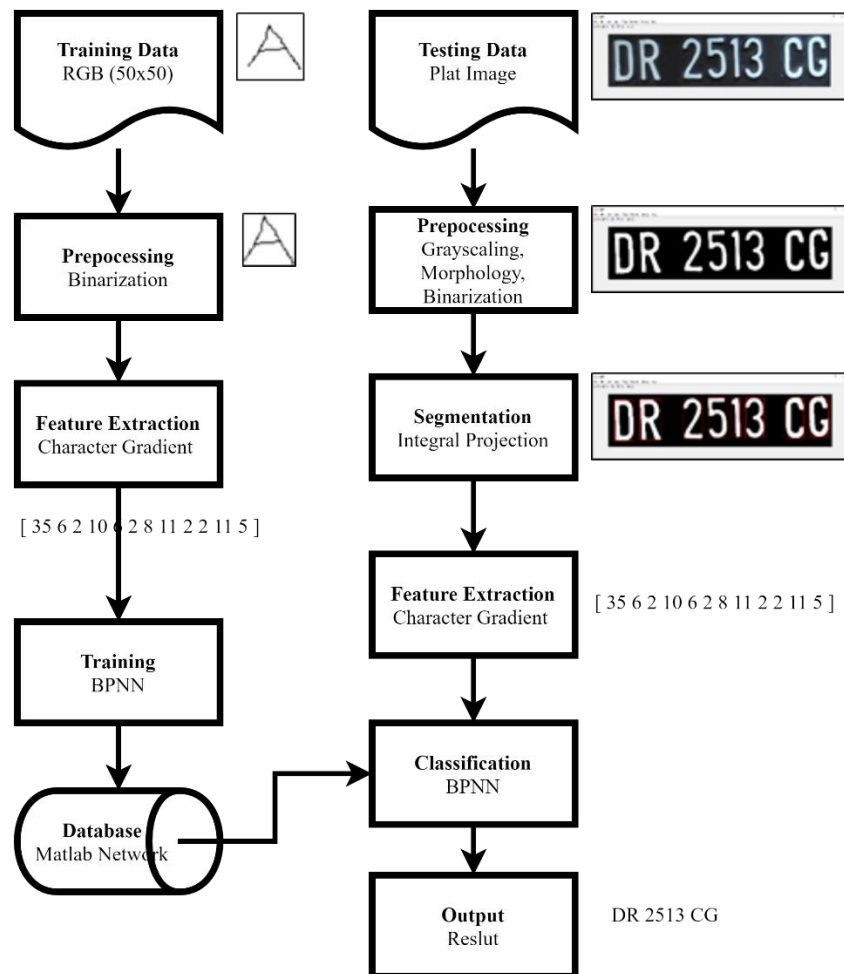 Training Data
RGB (50x50)
Testing Data
Plat Image
DR 2513 CG
Prepocessing
Binarization
Prepocessing
Grayscaling,
Morphology,
Binarization
DR 2513 CG
Feature Extraction
Character Gradient
Segmentation
Integral Projection
DR 2513 CG
[ 35 6 2 10 6 2 8 11 2 2 11 5 ]
Feature Extraction
Character Gradient
[ 35 6 2 10 6 2 8 11 2 2 11 5 ]
Training
BPNN
Classification
BPNN
Database
Matlab Network
Output
Reslut
DR 2513 CG
A
A